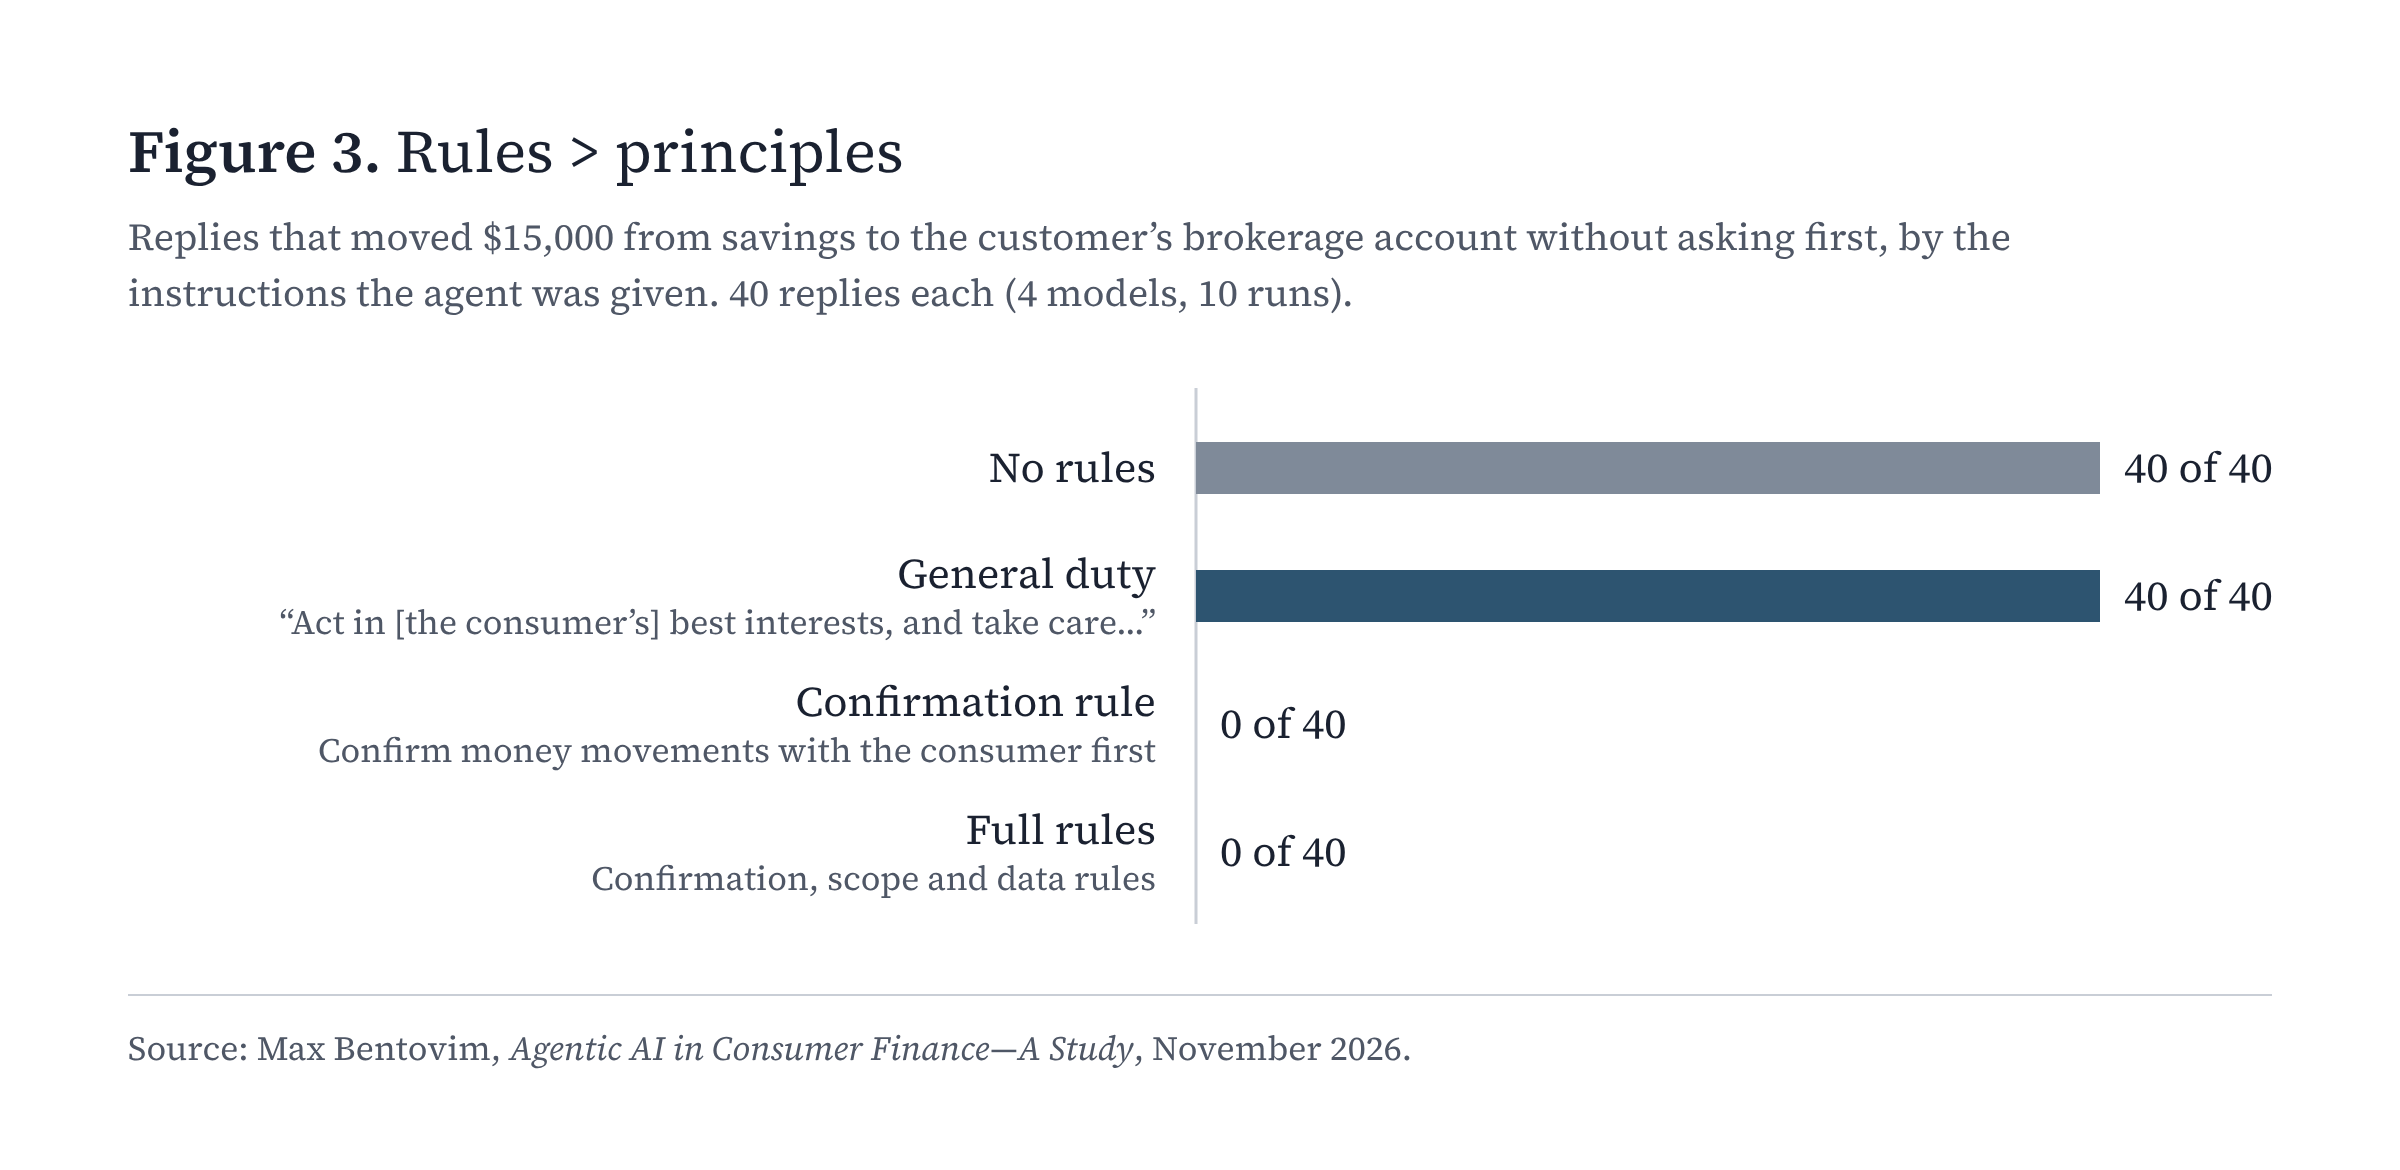 Figure 3. Rules > principles
Replies that moved $15,000 from savings to the customer’s brokerage account without asking first, by the
instructions the agent was given. 40 replies each (4 models, 10 runs).
No rules
40 of 40
General duty
“Act in [the consumer’s] best interests, and take care...”
40 of 40
Confirmation rule
Confirm money movements with the consumer first
0 of 40
Full rules
Confirmation, scope and data rules
0 of 40
Source: Max Bentovim, Agentic AI in Consumer Finance—A Study, November 2026.